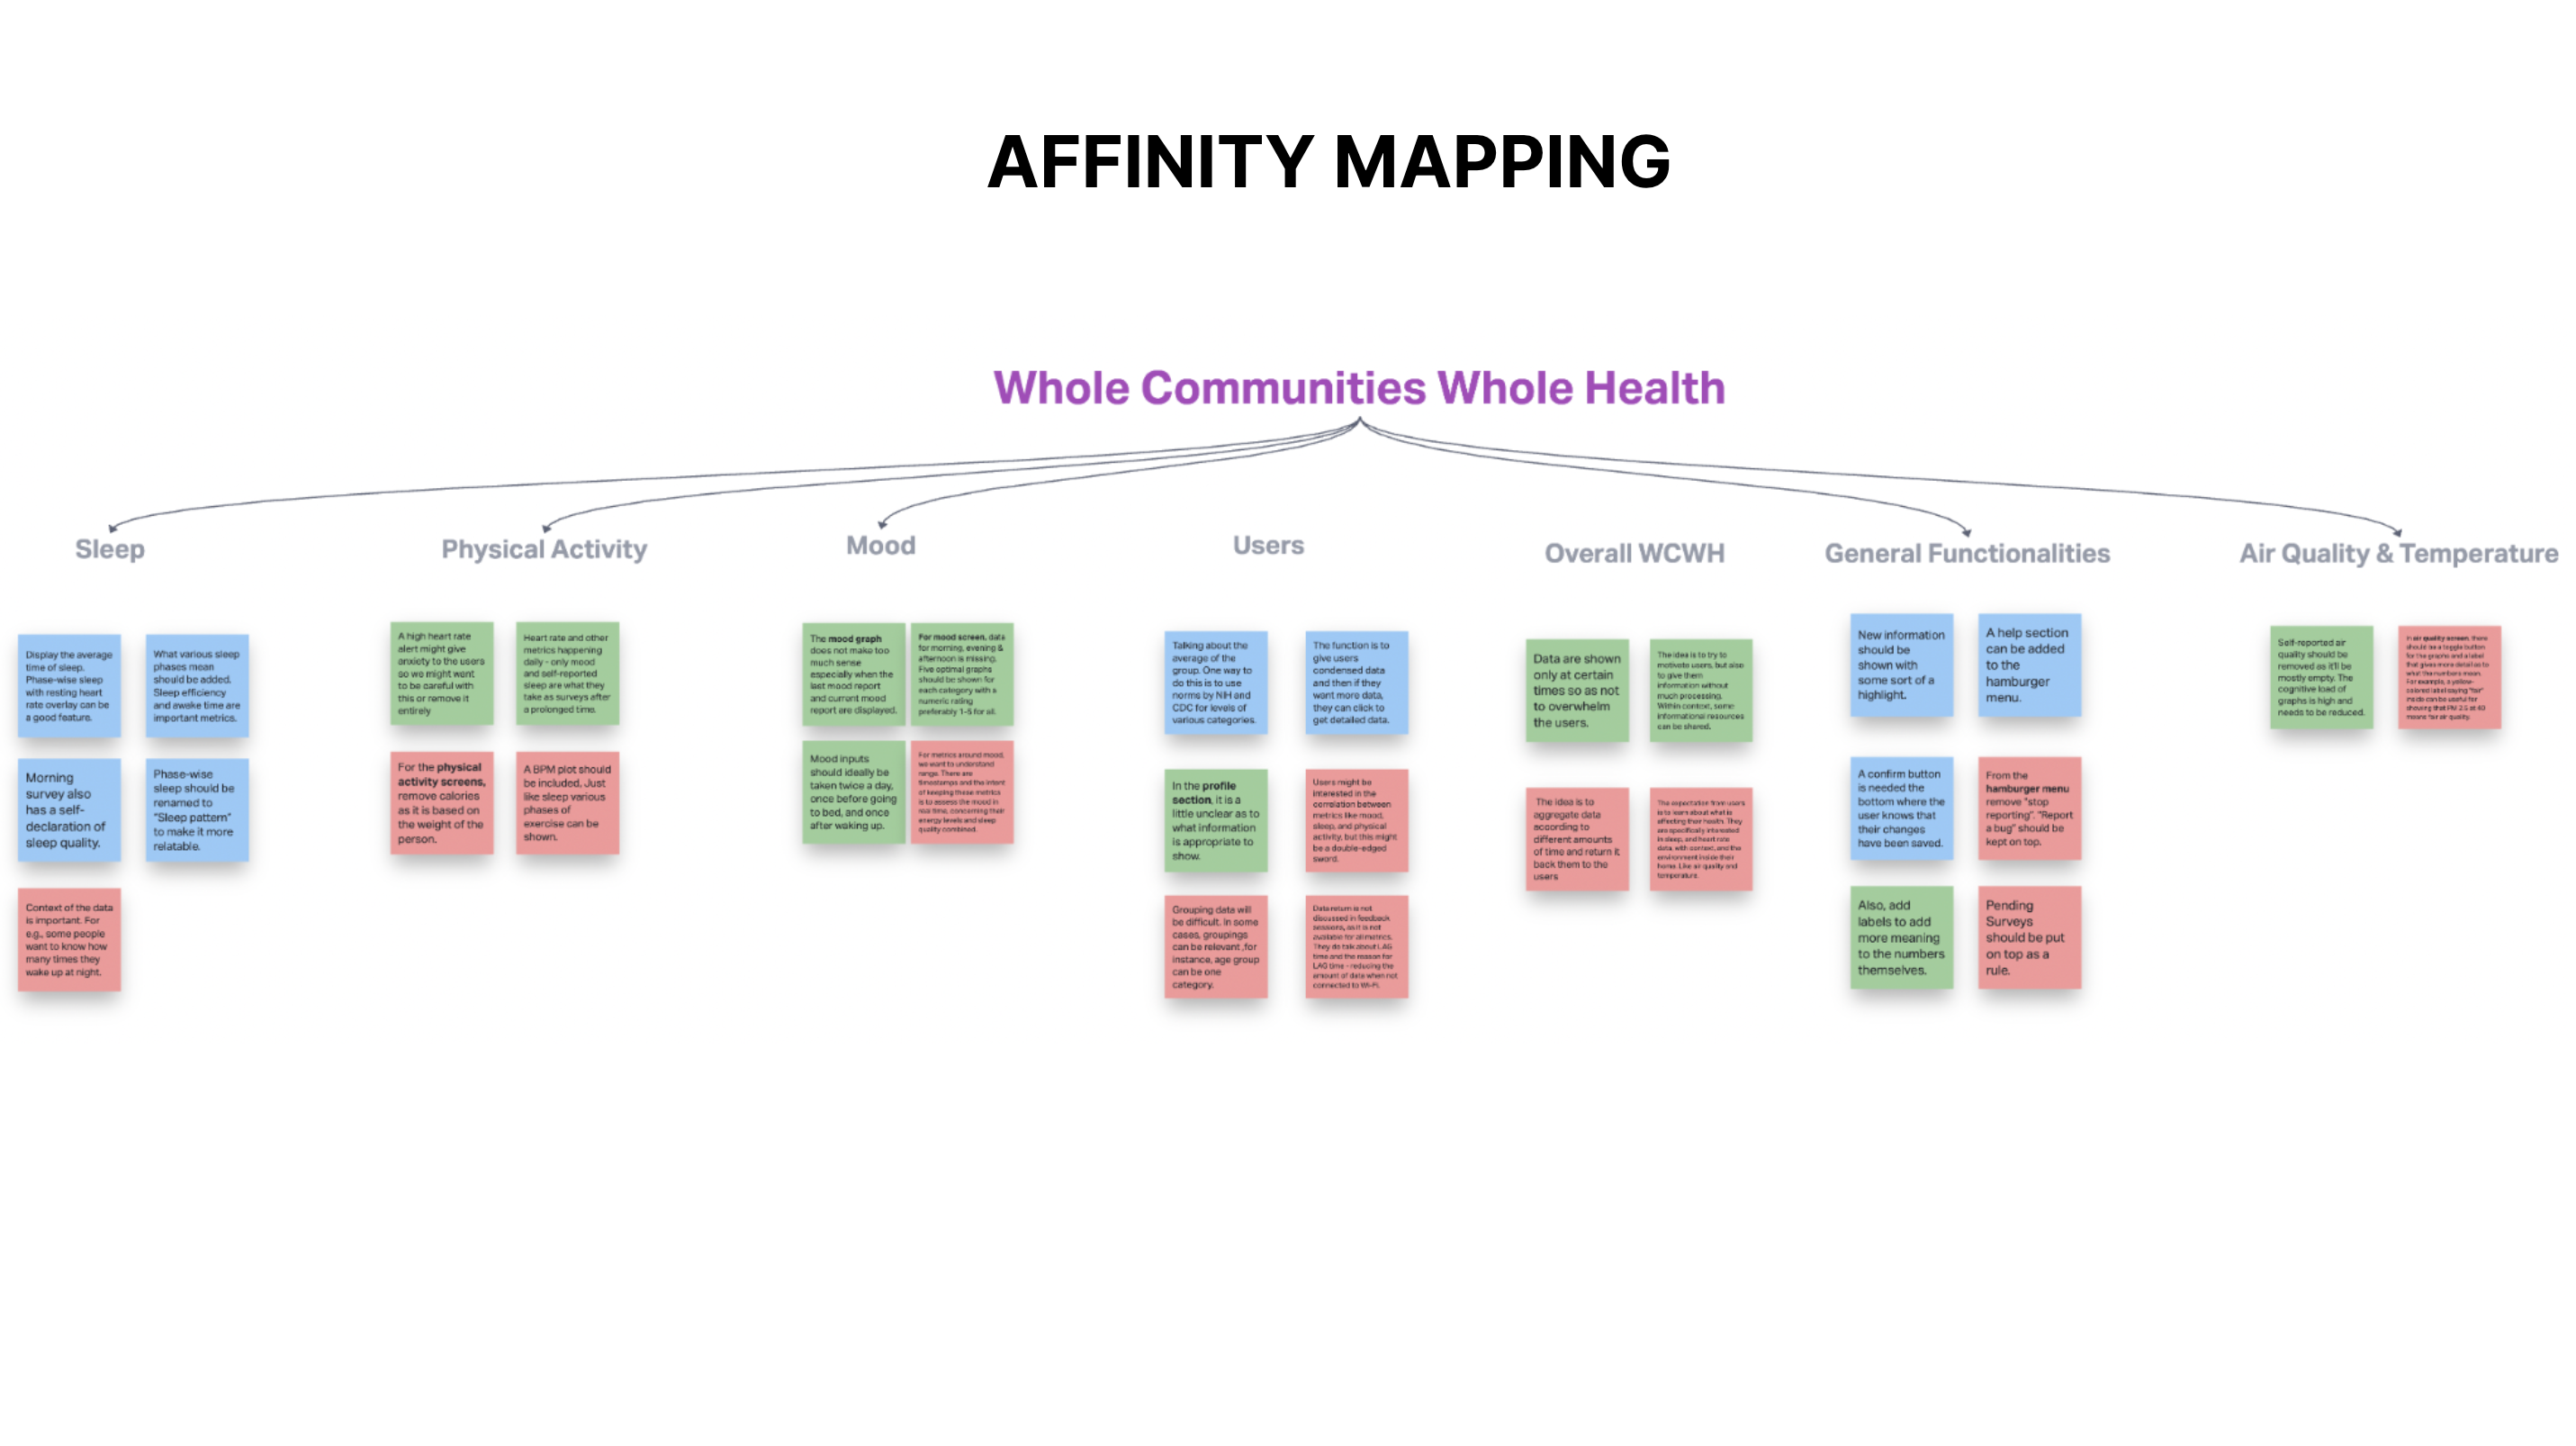 AFFINITY MAPPING
Whole Communities Whole Health
Sleep
Display the average
time of sleep.
Phase-wise sleep
with resting heart
rate overlay can be
a good feature.
What various sleep
phases mean
should be added.
Sleep efficiency
and awake time are
important metrics.
Morning
survey also
has a self-
declaration of
sleep quality.
Phase-wise
sleep should be
renamed to
"Sleep pattern"
to make it more
relatable.
Context of the data
is important. For
e.g., some people
want to know how
many times they
wake up at night.
Physical Activity
A high heart rate
alert might give
anxiety to the users
so we might want
to be careful with
this or remove it
entirely
Heart rate and other
metrics happening
daily - only mood
and self-reported
sleep are what they
take as surveys after
a prolonged time.
For the physical
activity screens,
remove calories
as it is based on
the weight of the
person.
A BPM plot should
be included. Just
like sleep various
phases of
exercise can be
shown.
Mood
The mood graph
does not make too
much sense
especially when the
last mood report
and current mood
report are displayed.
For mood screen, data
for morning, evening &
afternoon is missing.
Five optimal graphs
should be shown for
each category with a
numeric rating
preferably 1-5 for all.
Mood inputs
should ideally be
taken twice a day,
once before going
to bed, and once
after waking up.
For metrics around mood,
we want to understand
range. There are
timestamps and the intent
of keeping these metrics
is to assess the mood in
real time, concerning their
energy levels and sleep
quality combined.
Users
Talking about the
average of the
group. One way to
do this is to use
norms by NIH and
CDC for levels of
various categories.
The function is to
give users
condensed data
and then if they
want more data,
they can click to
get detailed data.
In the profile
section, it is a
little unclear as to
what information
is appropriate to
show.
Users might be
interested in the
correlation between
metrics like mood,
sleep, and physical
activity, but this might
be a double-edged
sword.
Grouping data will
be difficult. In some
cases, groupings
can be relevant ,for
instance, age group
can be one
category.
Data return is not
discussed in feedback
sessions, as it is not
available for all metrics.
They do talk about LAG
time and the reason for
LAG time - reducing the
amount of data when not
connected to Wi-Fi.
Overall WCWH
Data are shown
only at certain
times so as not
to overwhelm
the users.
The idea is to try to
motivate users, but also
to give them
information without
much processing.
Within context, some
informational resources
can be shared.
The idea is to
aggregate data
according to
different amounts
of time and return it
back them to the
users
The expectation from users
is to learn about what is
affecting their health. They
are specifically interested
in sleep, and heart rate
data, with context, and the
environment inside their
home. Like air quality and
temperature.
General Functionalities
New information
should be
shown with
some sort of a
highlight.
A help section
can be added
to the
hamburger
menu.
A confirm button
is needed the
bottom where the
user knows that
their changes
have been saved.
From the
hamburger menu
remove "stop
reporting". "Report
a bug" should be
kept on top.
Also, add
labels to add
more meaning
to the numbers
themselves.
Pending
Surveys
should be put
on top as a
rule.
Air Quality & Temperature
Self-reported air
quality should be
removed as it'll be
mostly empty. The
cognitive load of
graphs is high and
needs to be reduced.
In air quality screen, there
should be a toggle button
for the graphs and a label
that gives more detail as to
what the numbers mean.
For example, a yellow-
colored label saying "fair"
inside can be useful for
showing that PM 2.5 at 40
means fair air quality.